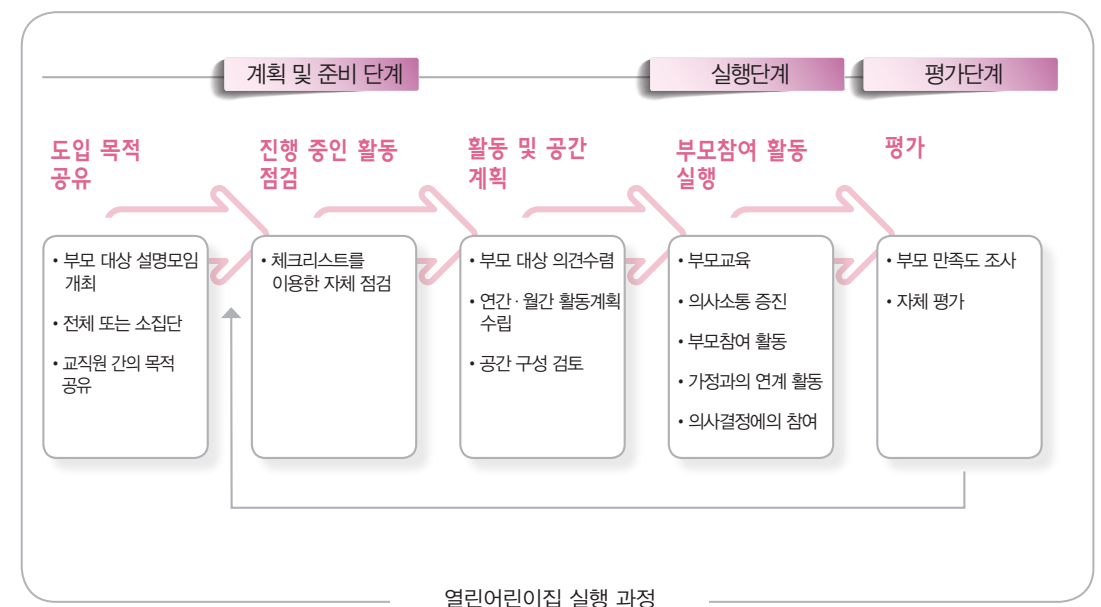 계획 및 준비 단계
실행단계
평가단계
도입 목적
공유
진행 중인 활동
점검
활동 및 공간
계획
부모참여 활동
실행
평가
• 부모 대상 설명모임
개최
• 전체 또는 소집단
• 교직원 간의 목적
공유
• 체크리스트를
이용한 자체 점검
• 부모 대상 의견수렴
• 연간 · 월간 활동계획
수립
• 공간 구성 검토
• 부모교육
• 의사소통 증진
• 부모참여 활동
• 가정과의 연계 활동
• 의사결정에의 참여
• 부모 만족도 조사
• 자체 평가
열린어린이집 실행 과정